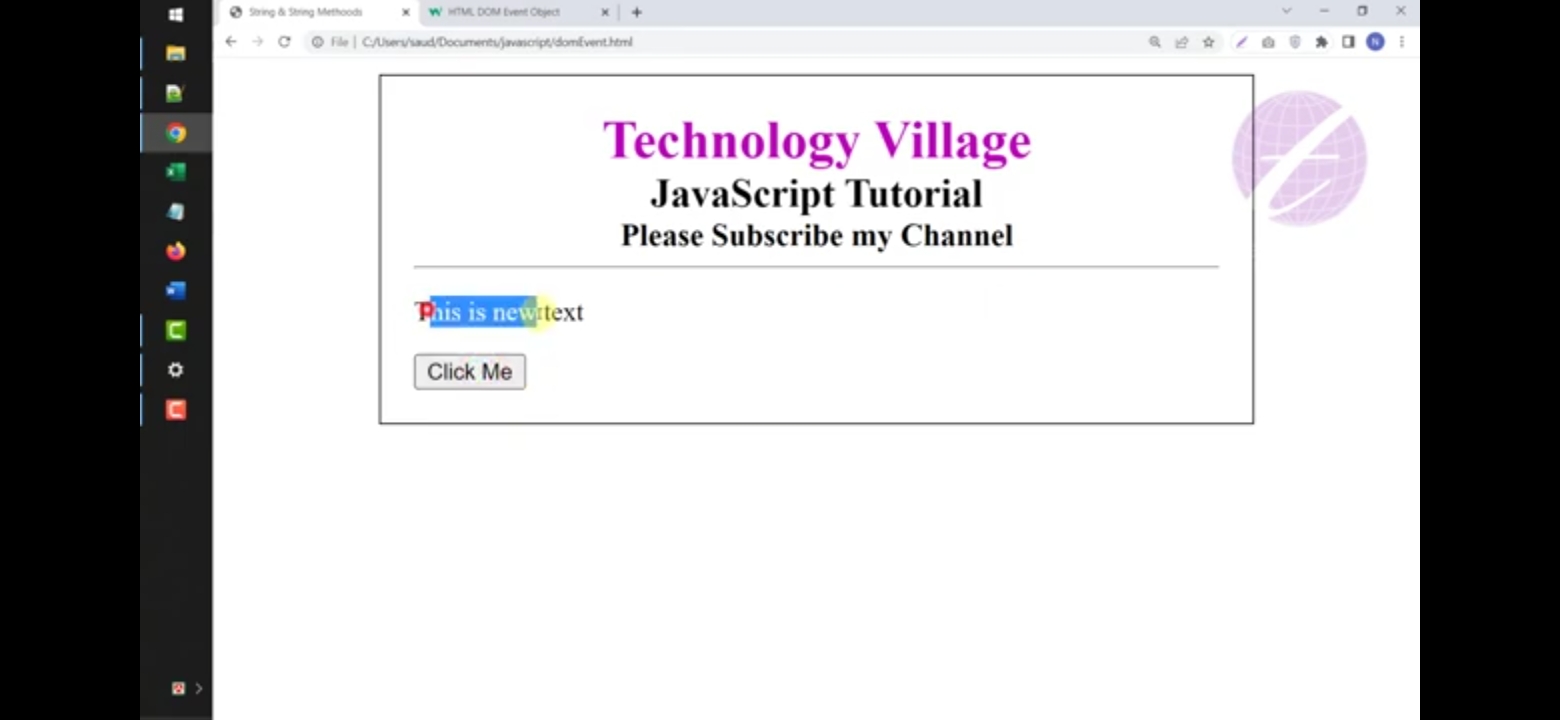 String & String Methoods
HTML DOM Event Object
File | C:/Users/saud/Documents/javascript/domEvent.html
N
Technology Village
JavaScript Tutorial
Please Subscribe my Channel
This is new text
Click Me